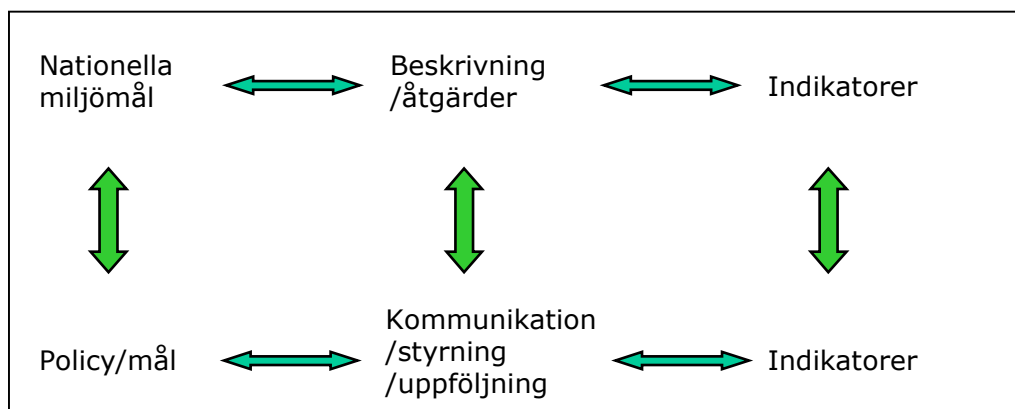 Nationella
miljömål
Beskrivning
/åtgärder
Indikatorer
Policy/mål
Kommunikation
/styrning
/uppföljning
Indikatorer